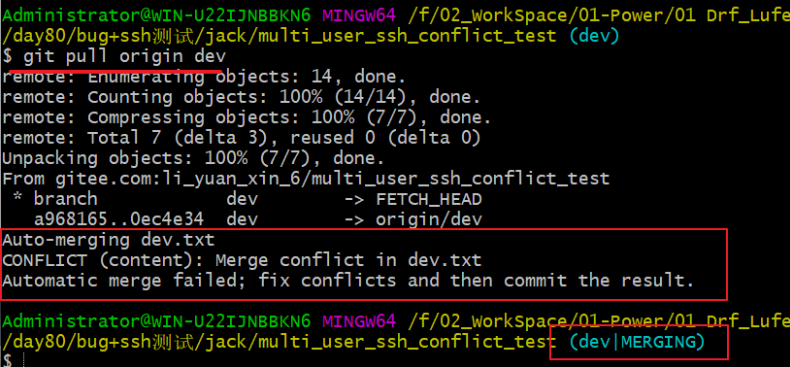 Administrator@WIN-U22IJNBBKN6 MINGW64 /f/02_WorkSpace/01-Power/01 Drf_Lufe
/day80/bug+ssh测试/jack/multi_user_ssh_conflict_test (dev)
$ git pull origin dev
remote: Enumerating objects: 14, done.
remote: Counting objects: 100% (14/14), done.
remote: Compressing objects: 100% (7/7), done.
remote: Total 7 (delta 3), reused 0 (delta 0)
Unpacking objects: 100% (7/7), done.
From gitee.com:li_yuan_xin_6/multi_user_ssh_conflict_test
 * branch            dev        -> FETCH_HEAD
   a968165..0ec4e34  dev        -> origin/dev
Auto-merging dev.txt
CONFLICT (content): Merge conflict in dev.txt
Automatic merge failed; fix conflicts and then commit the result.
Administrator@WIN-U22IJNBBKN6 MINGW64 /f/02_WorkSpace/01-Power/01 Drf_Lufe
/day80/bug+ssh测试/jack/multi_user_ssh_conflict_test (dev|MERGING)
$